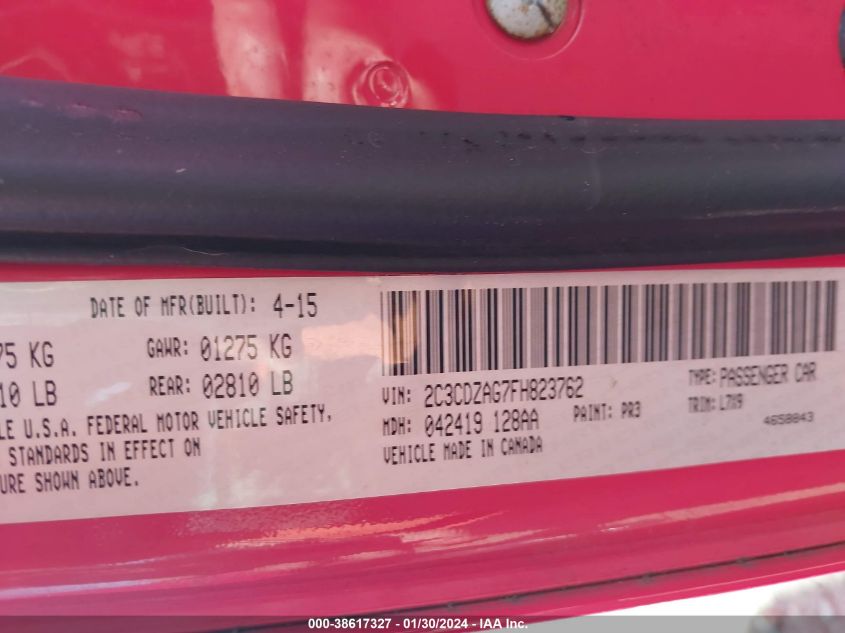 DATE OF MFR(BUILT): 4-15
75 KG GAWR: 01275 KG
10 LB REAR: 02810 LB
LE U.S.A. FEDERAL MOTOR VEHICLE SAFETY,
STANDARDS IN EFFECT ON
URE SHOWN ABOVE.
VIN: 2C3CDZAG7FH823762 TYPE: PASSENGER CAR
MDH: 042419 128AA PAINT: PR3 TRIM: L7X9
VEHICLE MADE IN CANADA 4658843
000-38617327 - 01/30/2024 - IAA Inc.